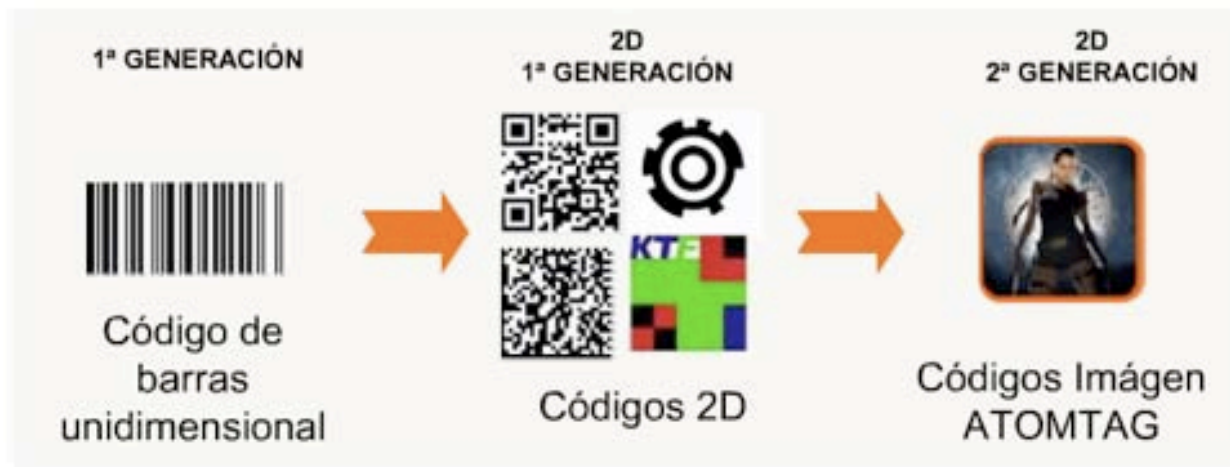 1ª GENERACIÓN
Código de
barras
unidimensional
2D
1ª GENERACIÓN
KTF
Códigos 2D
2D
2ª GENERACIÓN
Códigos Imágen
ATOMTAG